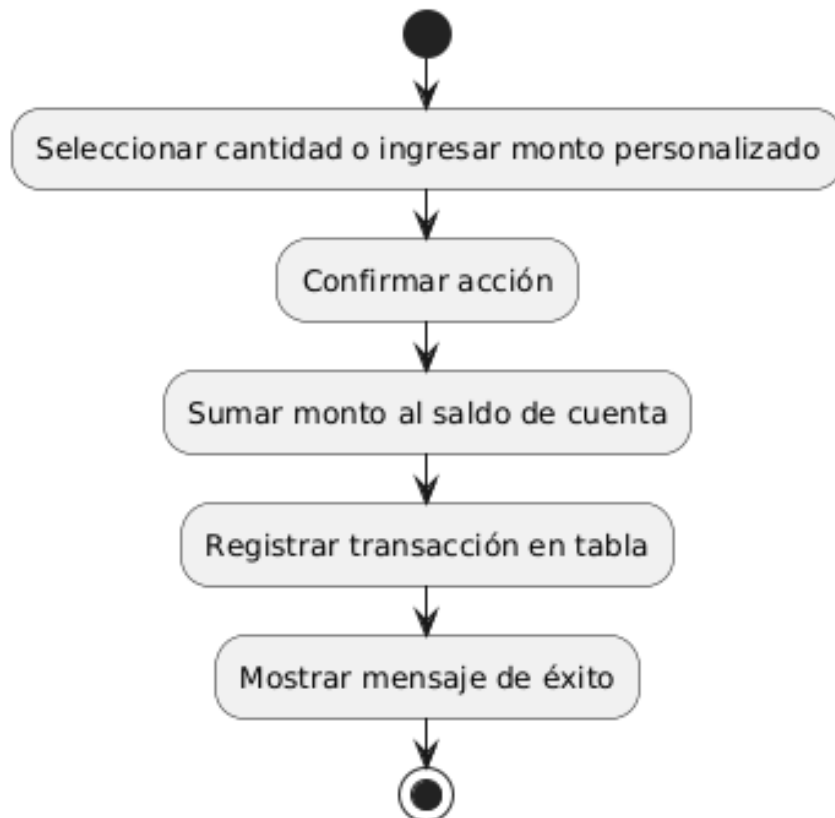 Seleccionar cantidad o ingresar monto personalizado
Confirmar acción
Sumar monto al saldo de cuenta
Registrar transacción en tabla
Mostrar mensaje de éxito